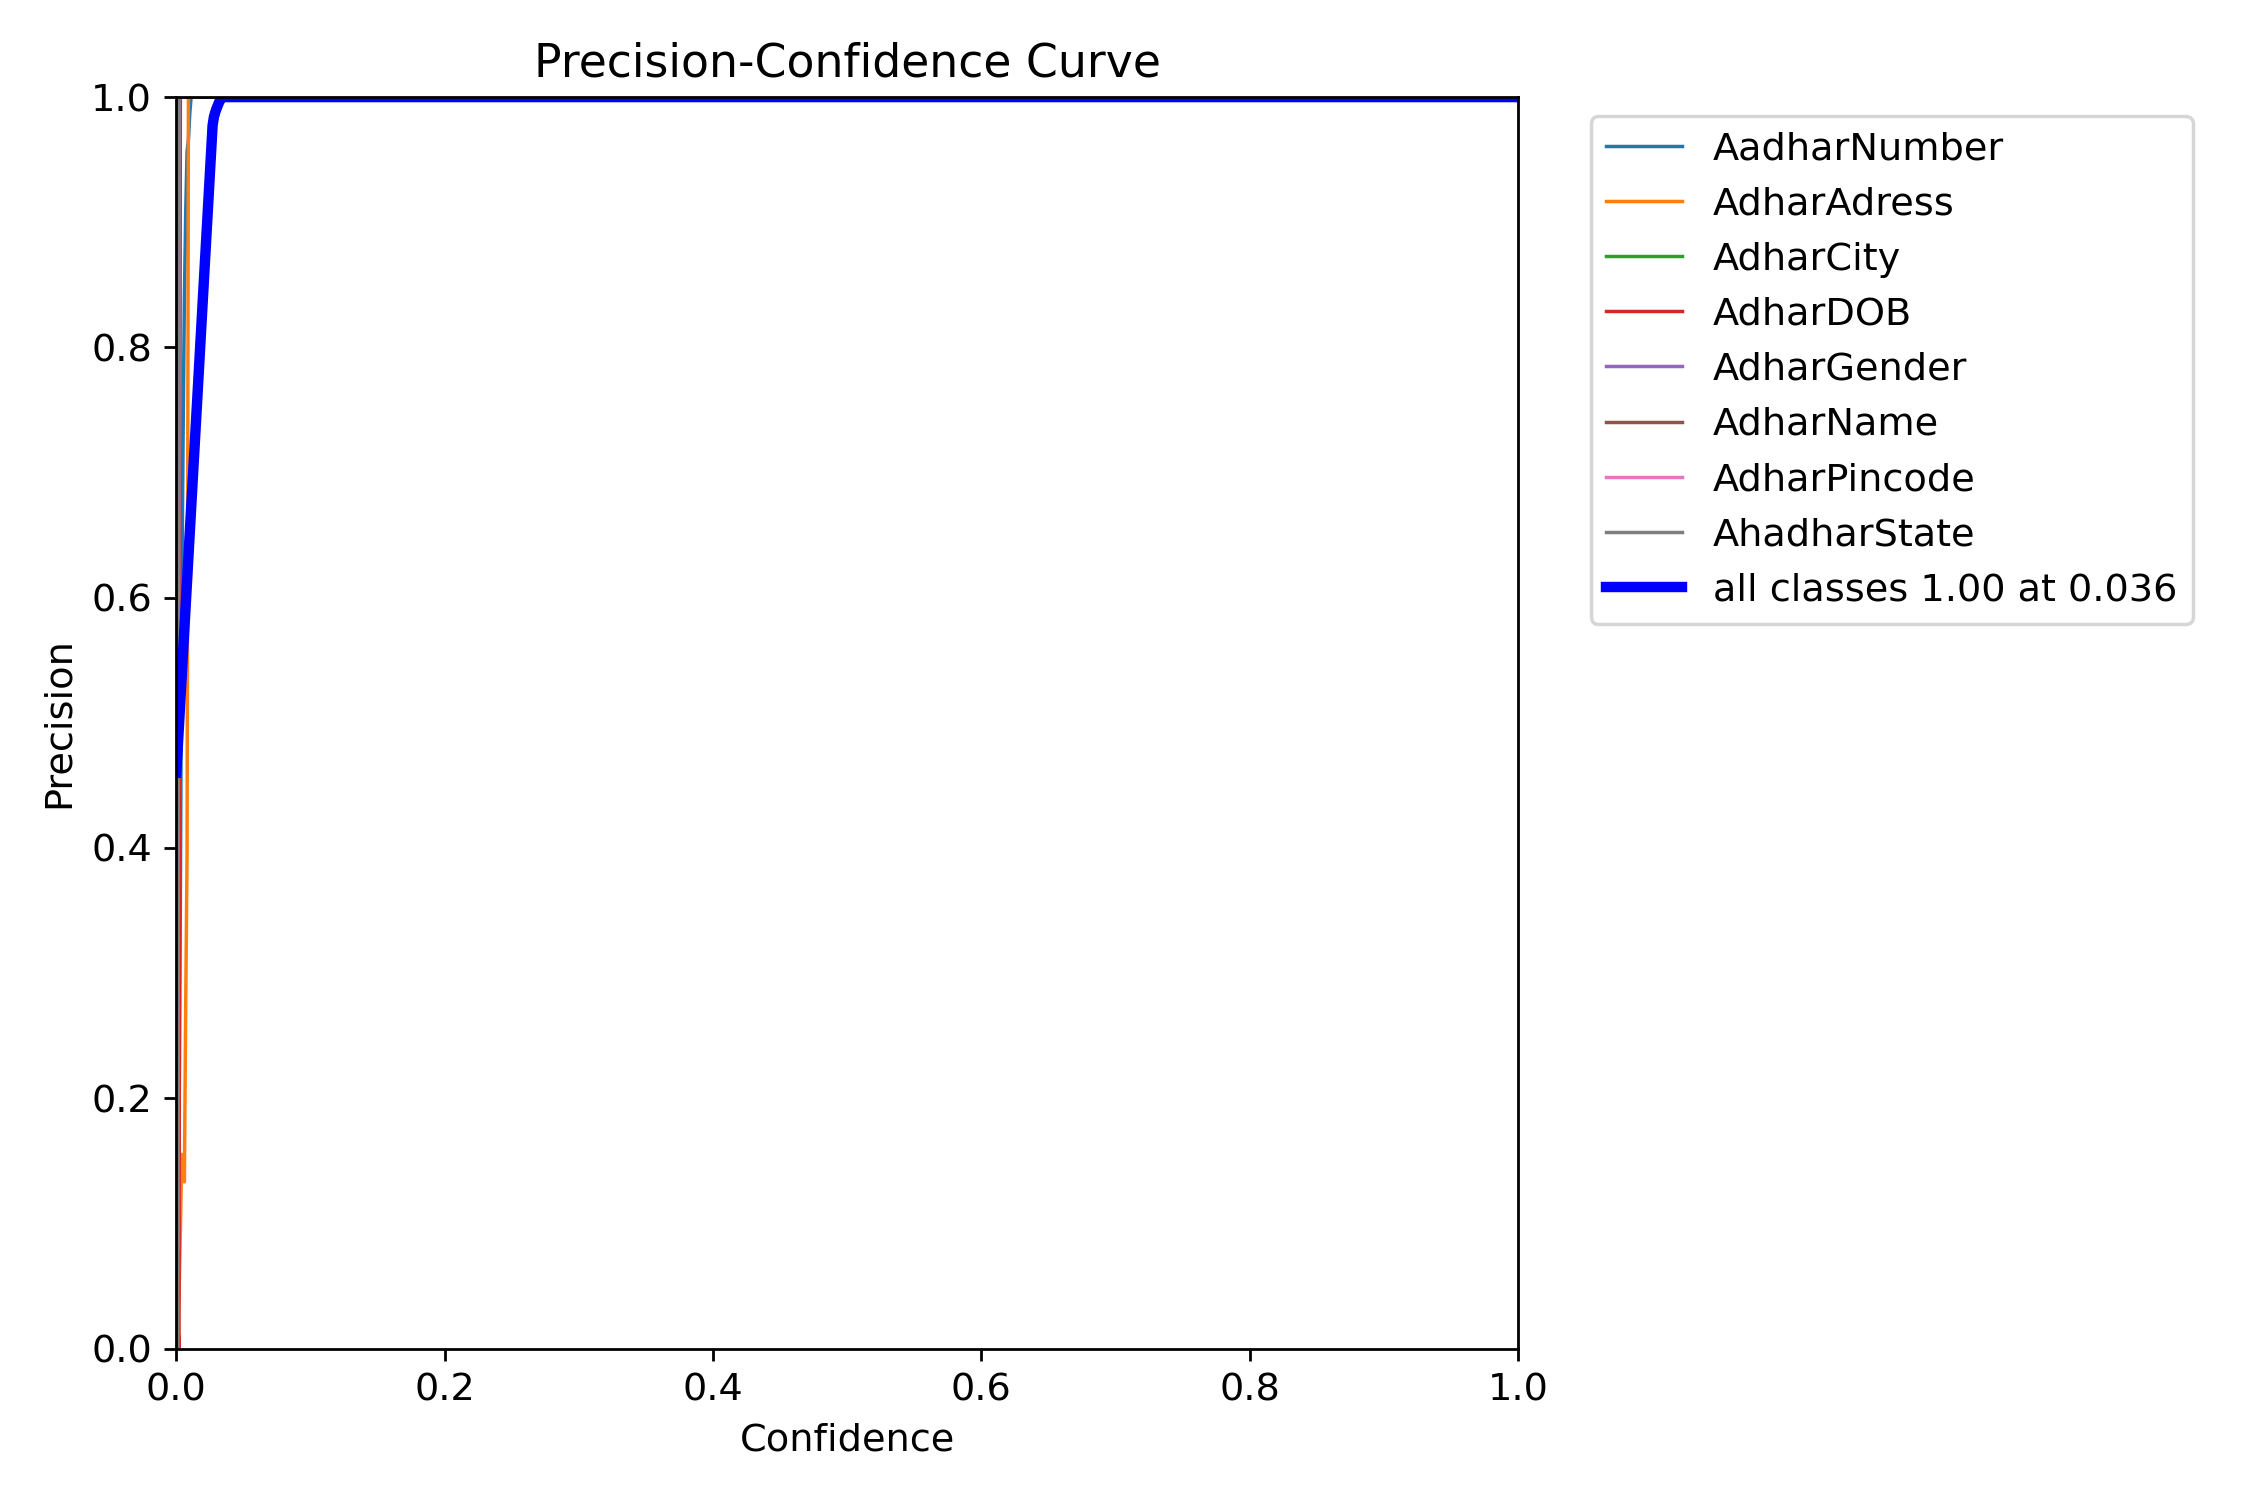 Precision-Confidence Curve
1.0
0.8
0.6
0.4
0.2
0.0
Precision
0.0 0.2 0.4 0.6 0.8 1.0
Confidence
AadharNumber
AdharAdress
AdharCity
AdharDOB
AdharGender
AdharName
AdharPincode
AhadharState
all classes 1.00 at 0.036